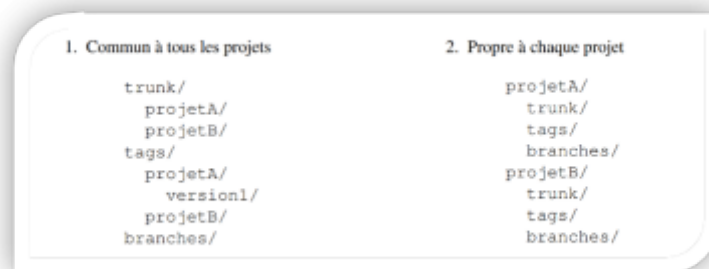 1. Commun à tous les projets
trunk/
projetA/
projetB/
tags/
projetA/
version1/
projetB/
branches/
2. Propre à chaque projet
projetA/
trunk/
tags/
branches/
projetB/
trunk/
tags/
branches/